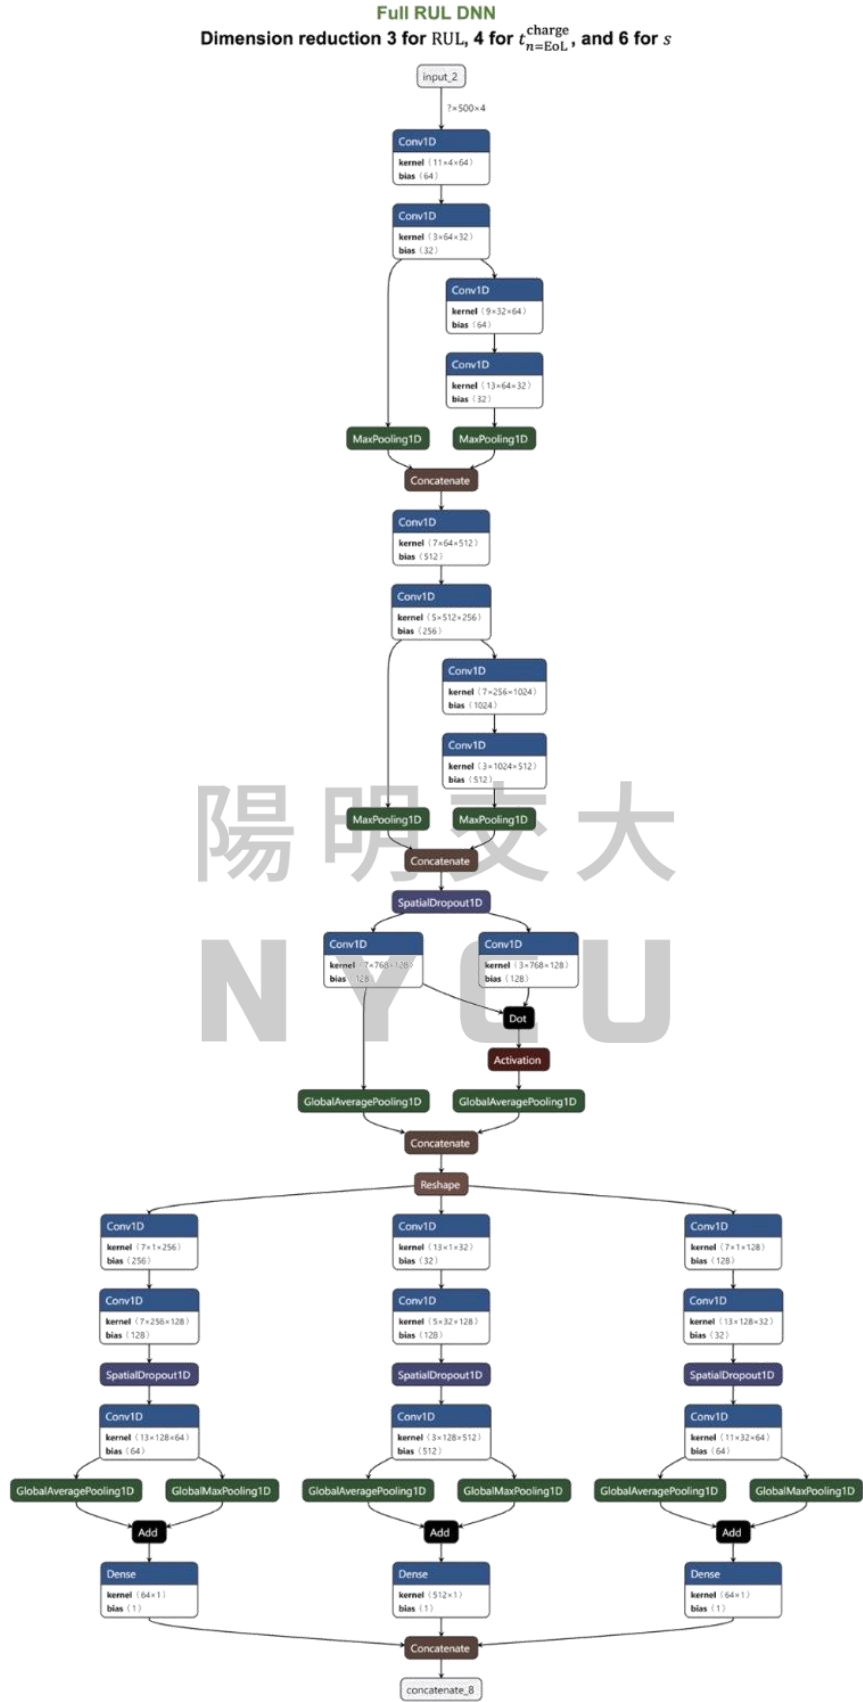 Full RUL DNN
Dimension reduction 3 for RUL, 4 for t_{n=EoL}^{charge}, and 6 for s
input_2
?×500×4
Conv1D
kernel ⟨11×4×64⟩
bias ⟨64⟩
Conv1D
kernel ⟨3×64×32⟩
bias ⟨32⟩
Conv1D
kernel ⟨9×32×64⟩
bias ⟨64⟩
Conv1D
kernel ⟨13×64×32⟩
bias ⟨32⟩
MaxPooling1D MaxPooling1D
Concatenate
Conv1D
kernel ⟨7×64×512⟩
bias ⟨512⟩
Conv1D
kernel ⟨5×512×256⟩
bias ⟨256⟩
Conv1D
kernel ⟨7×256×1024⟩
bias ⟨1024⟩
Conv1D
kernel ⟨3×1024×512⟩
bias ⟨512⟩
陽明交大
MaxPooling1D MaxPooling1D
Concatenate
SpatialDropout1D
NYCU
Conv1D Conv1D
kernel ⟨7×768×128⟩ kernel ⟨3×768×128⟩
bias ⟨128⟩ bias ⟨128⟩
Dot
Activation
GlobalAveragePooling1D GlobalAveragePooling1D
Concatenate
Reshape
Conv1D Conv1D Conv1D
kernel ⟨7×1×256⟩ kernel ⟨13×1×32⟩ kernel ⟨7×1×128⟩
bias ⟨256⟩ bias ⟨32⟩ bias ⟨128⟩
Conv1D Conv1D Conv1D
kernel ⟨7×256×128⟩ kernel ⟨5×32×128⟩ kernel ⟨13×128×32⟩
bias ⟨128⟩ bias ⟨128⟩ bias ⟨32⟩
SpatialDropout1D SpatialDropout1D SpatialDropout1D
Conv1D Conv1D Conv1D
kernel ⟨13×128×64⟩ kernel ⟨3×128×512⟩ kernel ⟨11×32×64⟩
bias ⟨64⟩ bias ⟨512⟩ bias ⟨64⟩
GlobalAveragePooling1D GlobalMaxPooling1D GlobalAveragePooling1D GlobalMaxPooling1D GlobalAveragePooling1D GlobalMaxPooling1D
Add Add Add
Dense Dense Dense
kernel ⟨64×1⟩ kernel ⟨512×1⟩ kernel ⟨64×1⟩
bias ⟨1⟩ bias ⟨1⟩ bias ⟨1⟩
Concatenate
concatenate_8